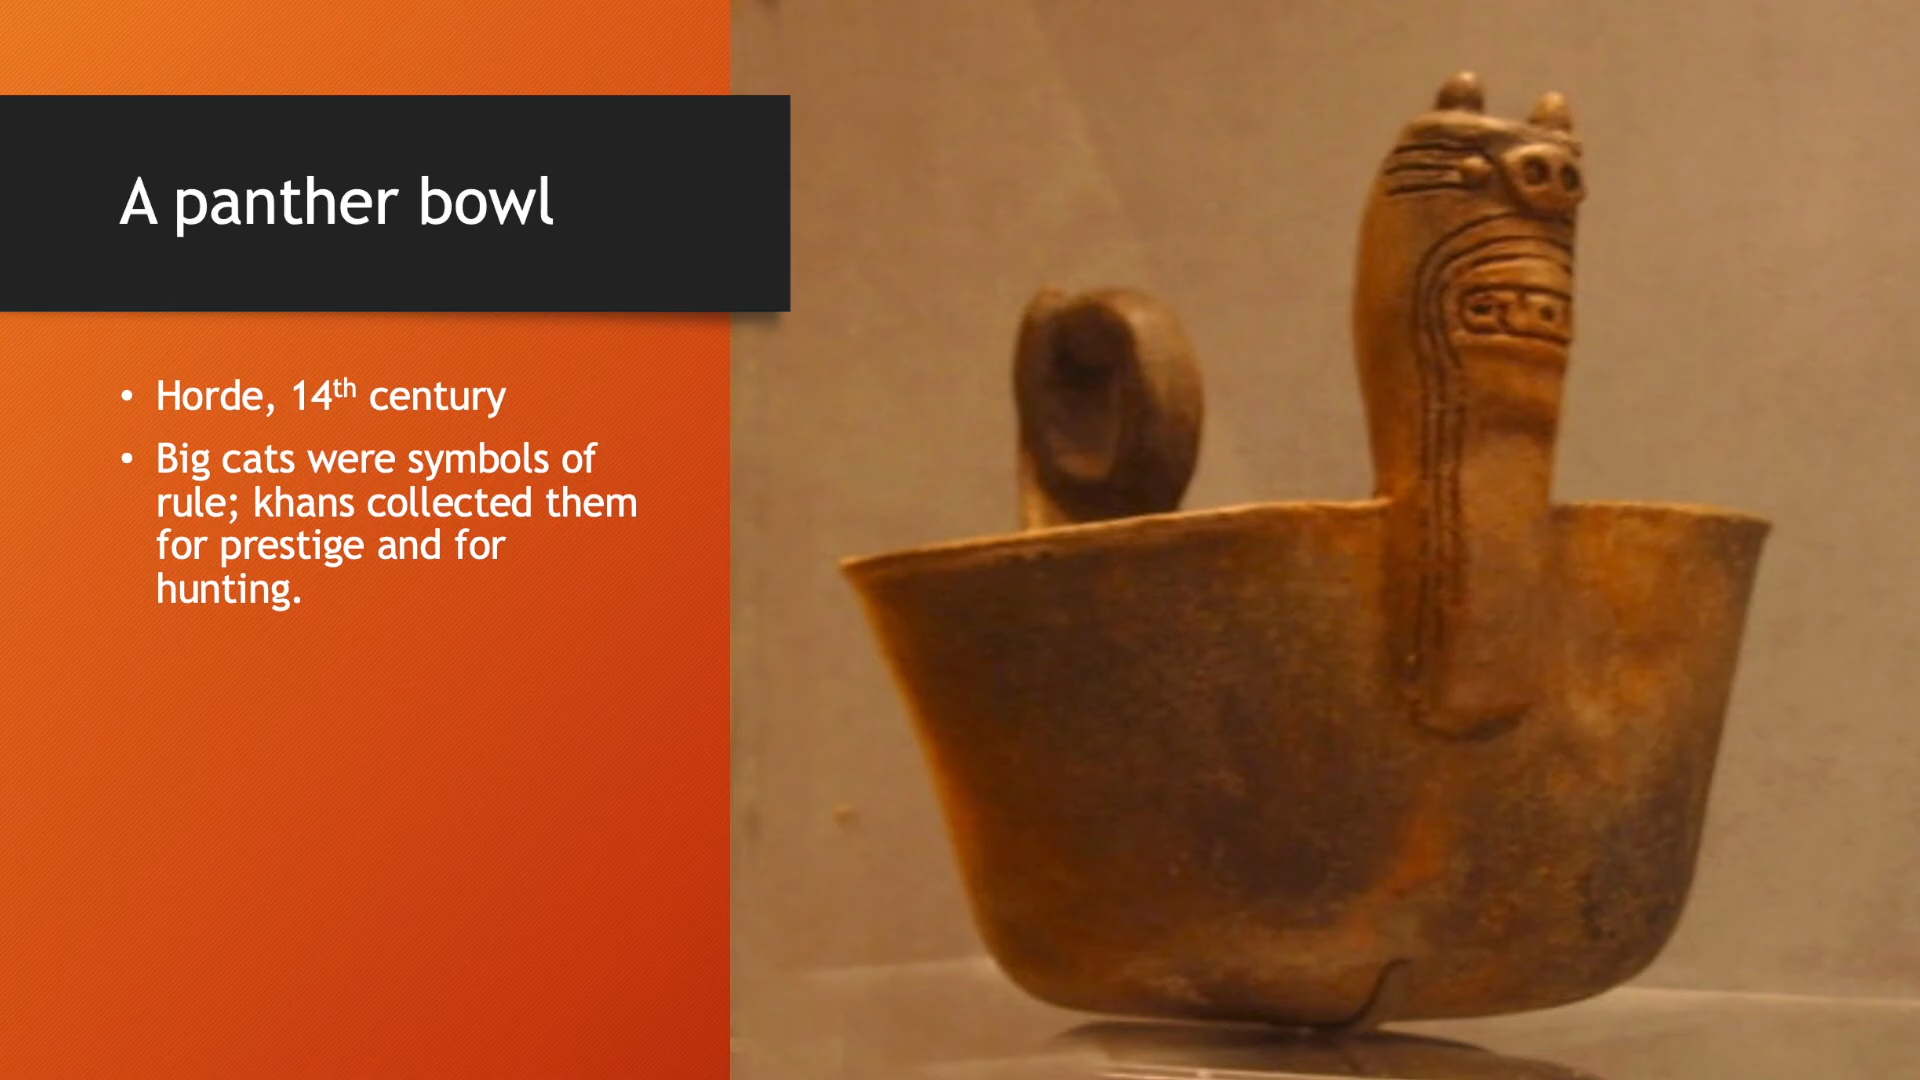 A panther bowl
• Horde, 14th century
• Big cats were symbols of
rule; khans collected them
for prestige and for
hunting.